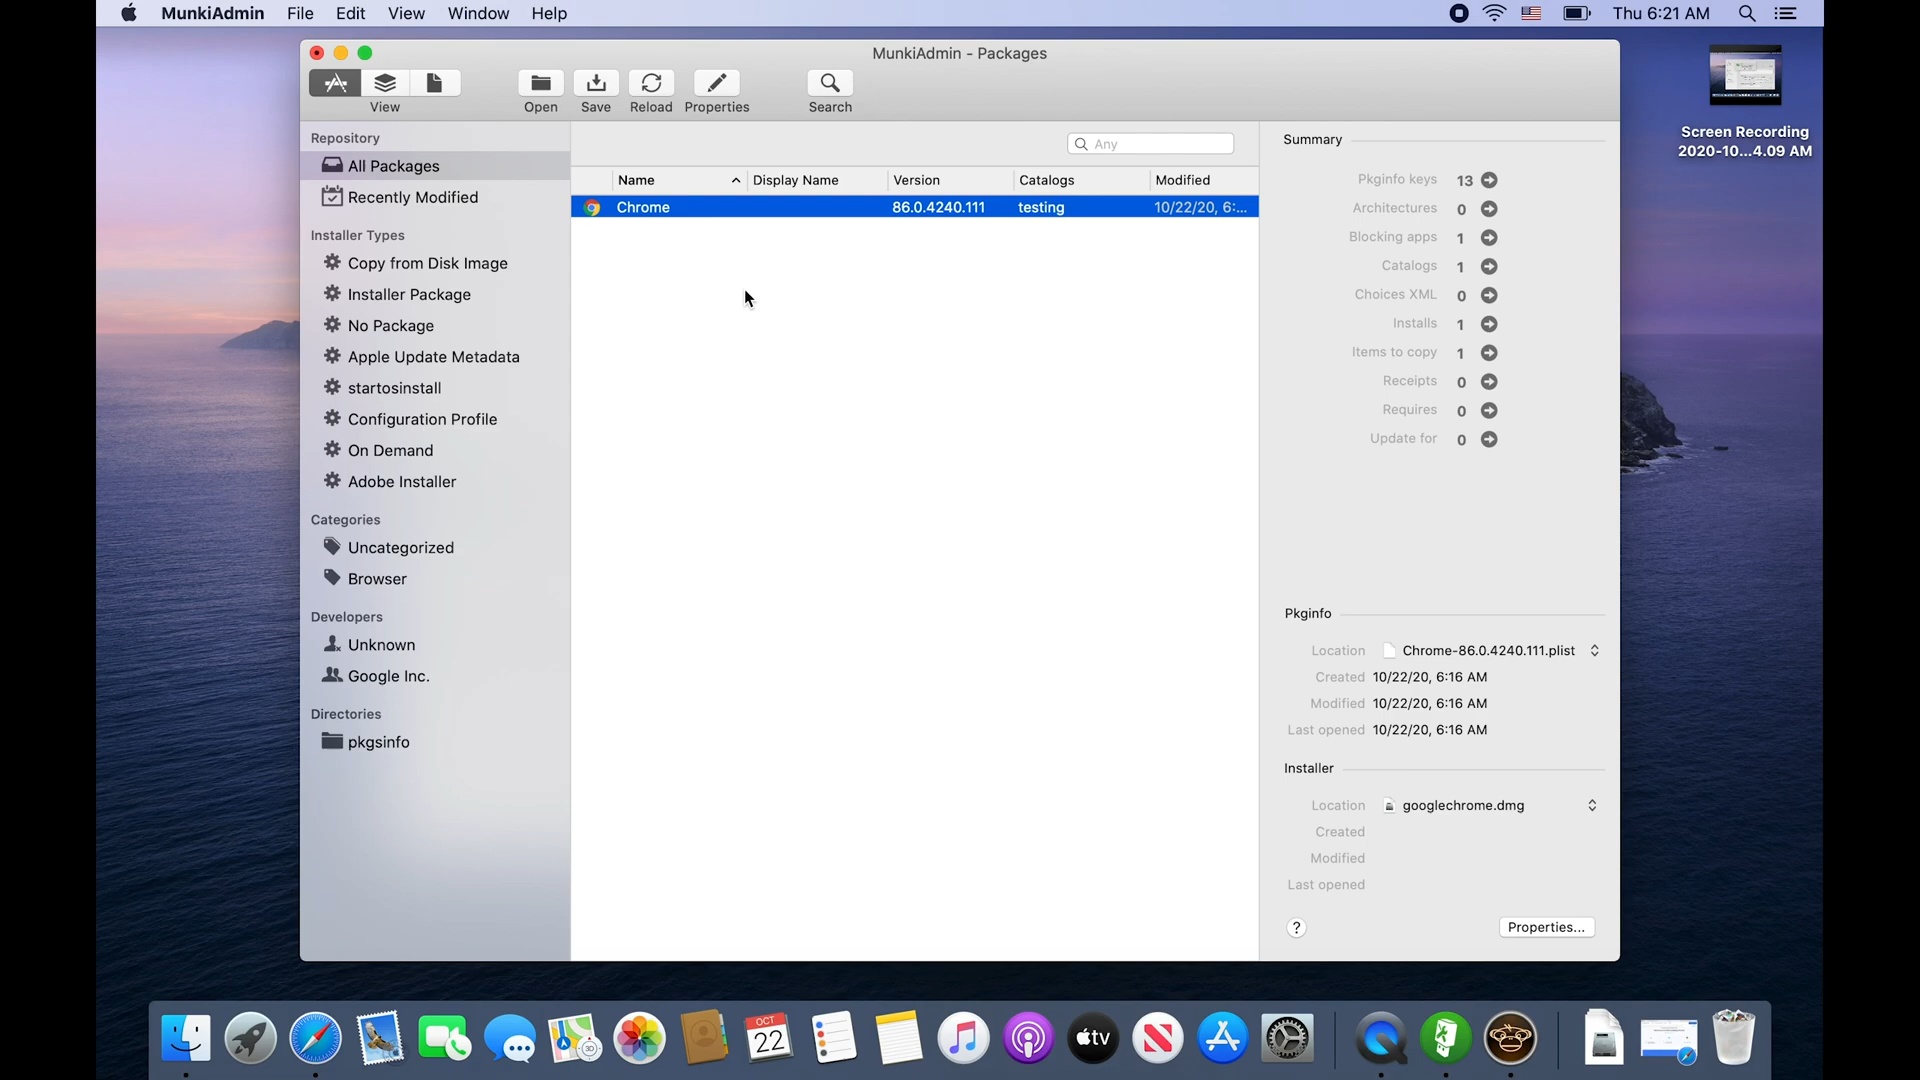 MunkiAdmin File Edit View Window Help Thu 6:21 AM
MunkiAdmin - Packages
View Open Save Reload Properties Search
Screen Recording
2020-10...4.09 AM
Repository
All Packages
Recently Modified
Installer Types
Copy from Disk Image
Installer Package
No Package
Apple Update Metadata
startosinstall
Configuration Profile
On Demand
Adobe Installer
Categories
Uncategorized
Browser
Developers
Unknown
Google Inc.
Directories
pkgsinfo
Any
Name Display Name Version Catalogs Modified
Chrome 86.0.4240.111 testing 10/22/20, 6:...
Summary
Pkginfo keys 13
Architectures 0
Blocking apps 1
Catalogs 1
Choices XML 0
Installs 1
Items to copy 1
Receipts 0
Requires 0
Update for 0
Pkginfo
Location Chrome-86.0.4240.111.plist
Created 10/22/20, 6:16 AM
Modified 10/22/20, 6:16 AM
Last opened 10/22/20, 6:16 AM
Installer
Location googlechrome.dmg
Created
Modified
Last opened
? Properties...
3D
OCT
22
tv